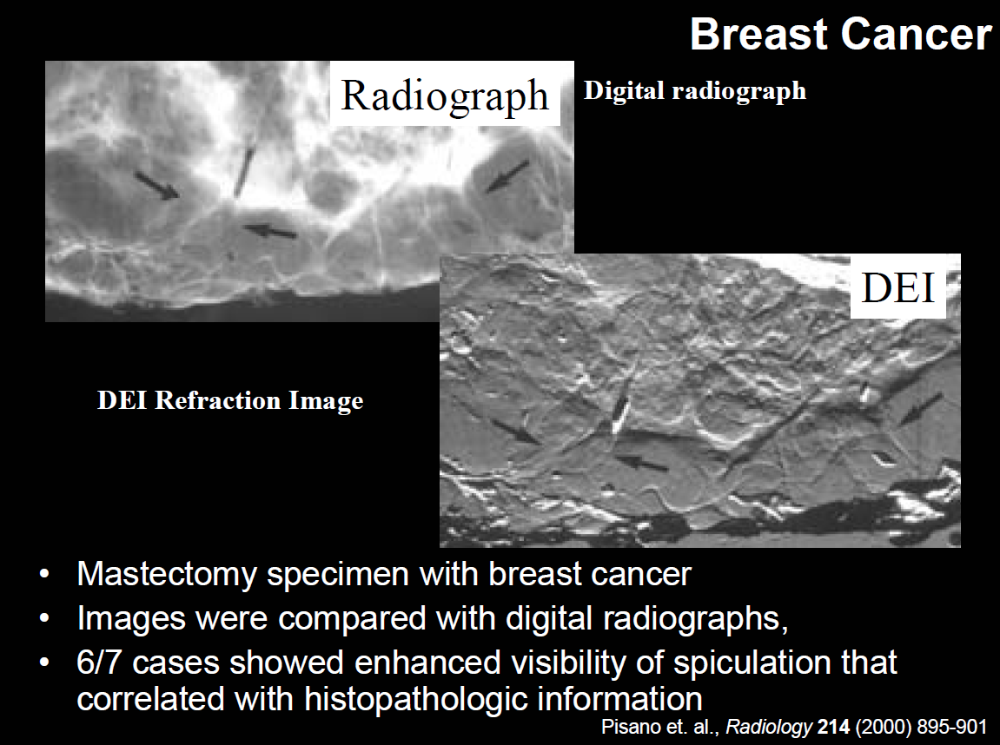 Breast Cancer
Radiograph
Digital radiograph
DEI
DEI Refraction Image
• Mastectomy specimen with breast cancer
• Images were compared with digital radiographs,
• 6/7 cases showed enhanced visibility of spiculation that
correlated with histopathologic information
Pisano et. al., Radiology 214 (2000) 895-901